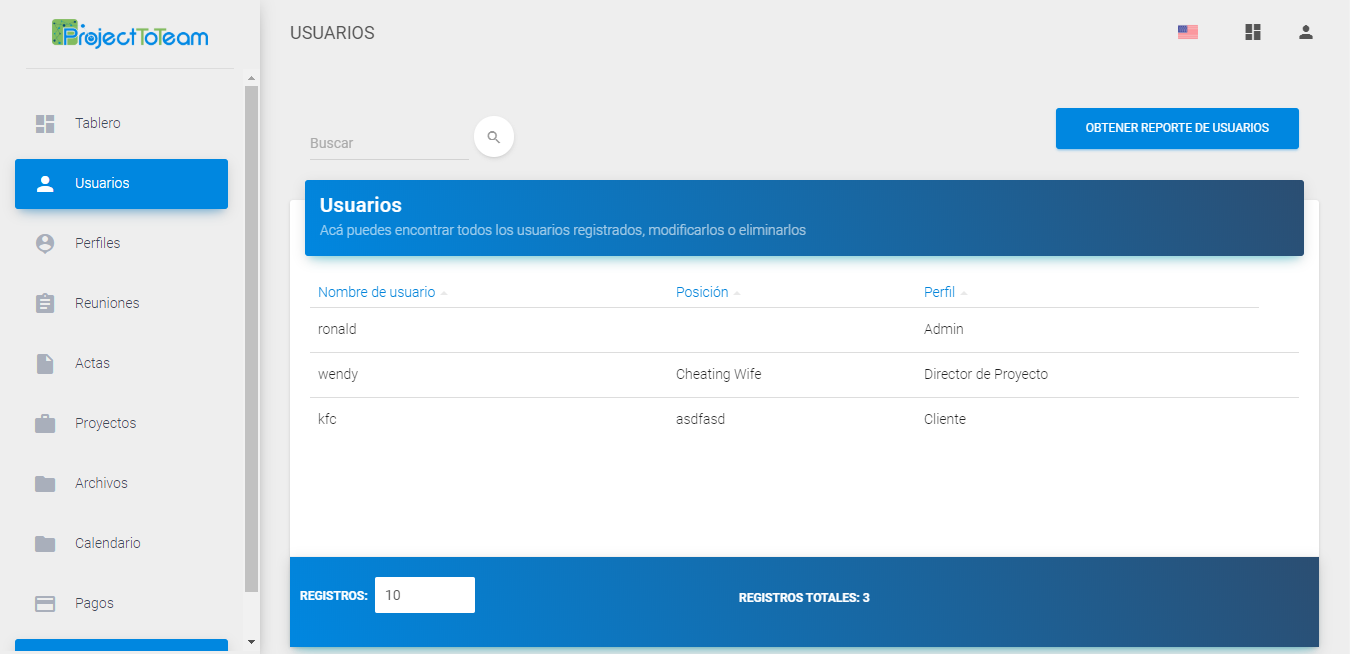 ProjectToTeam
USUARIOS
Tablero
Usuarios
Perfiles
Reuniones
Actas
Proyectos
Archivos
Calendario
Pagos
Buscar
OBTENER REPORTE DE USUARIOS
Usuarios
Acá puedes encontrar todos los usuarios registrados, modificarlos o eliminarlos
Nombre de usuario Posición Perfil
ronald Admin
wendy Cheating Wife Director de Proyecto
kfc asdfasd Cliente
REGISTROS: 10 REGISTROS TOTALES: 3